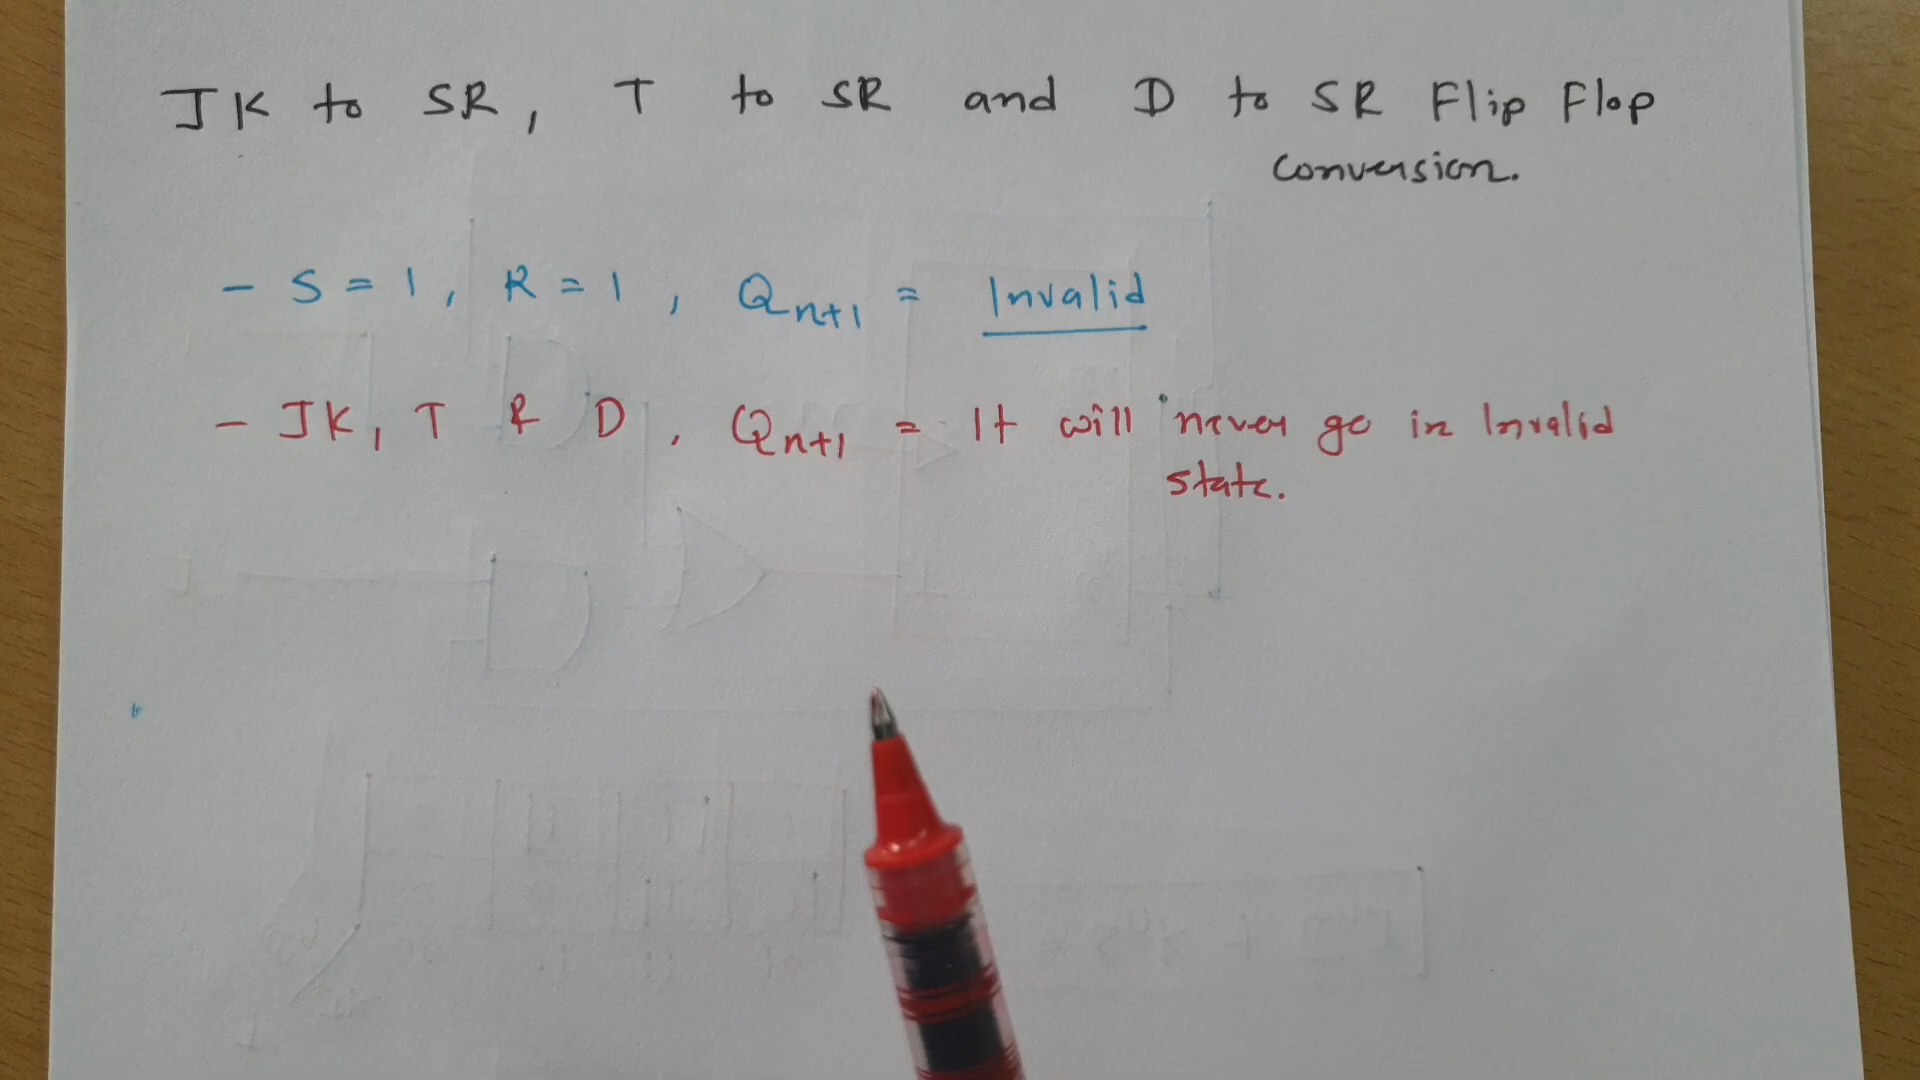 JK to SR, T to SR and D to SR Flip Flop
conversion.
- S = 1, R = 1, Qn+1 = Invalid
- JK, T & D, Qn+1 = It will never go in Invalid
state.